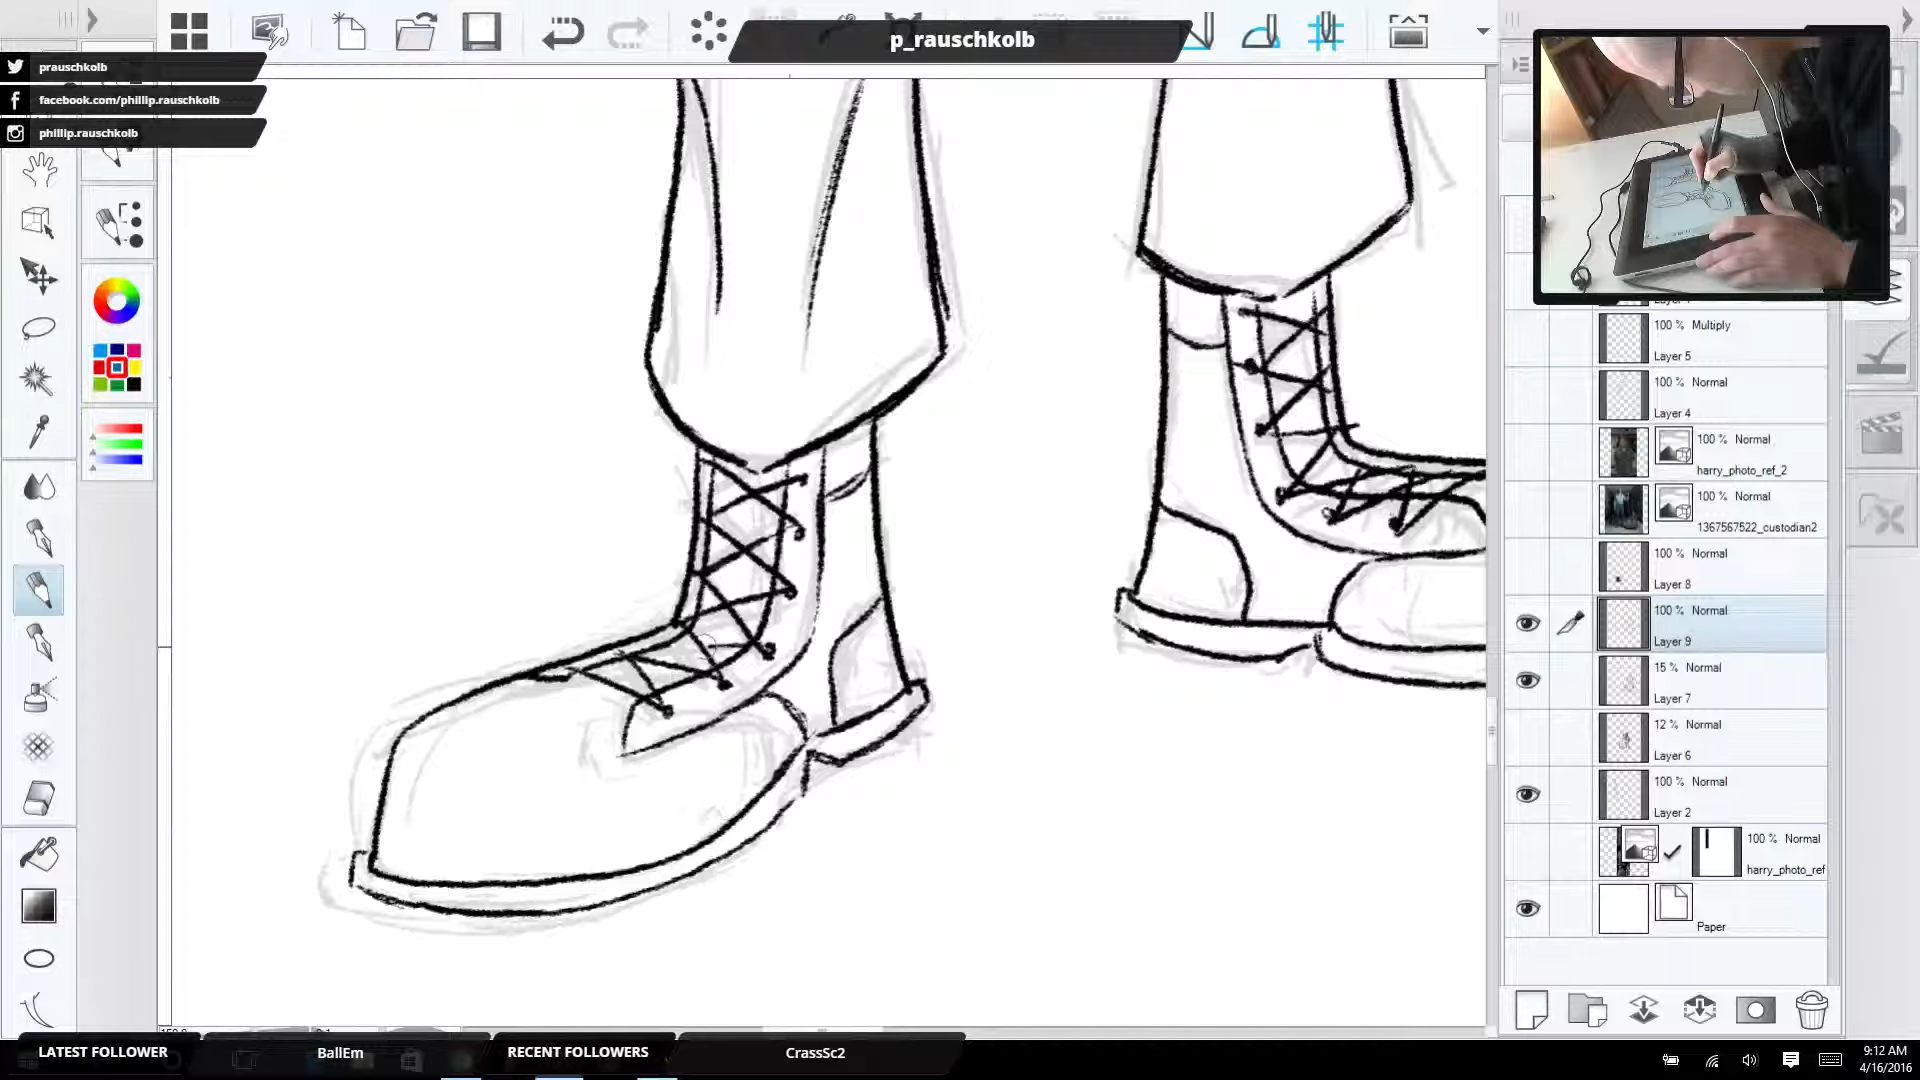 p_rauschkolb
prauschkolb
facebook.com/phillip.rauschkolb
phillip.rauschkolb
100 % Multiply
Layer 5
100 % Normal
Layer 4
100 % Normal
harry_photo_ref_2
100 % Normal
1367567522_custodian2
100 % Normal
Layer 8
100 % Normal
Layer 9
15 % Normal
Layer 7
12 % Normal
Layer 6
100 % Normal
Layer 2
100 % Normal
harry_photo_ref
Paper
LATEST FOLLOWER
BallEm
RECENT FOLLOWERS
CrassSc2
9:12 AM
4/16/2016